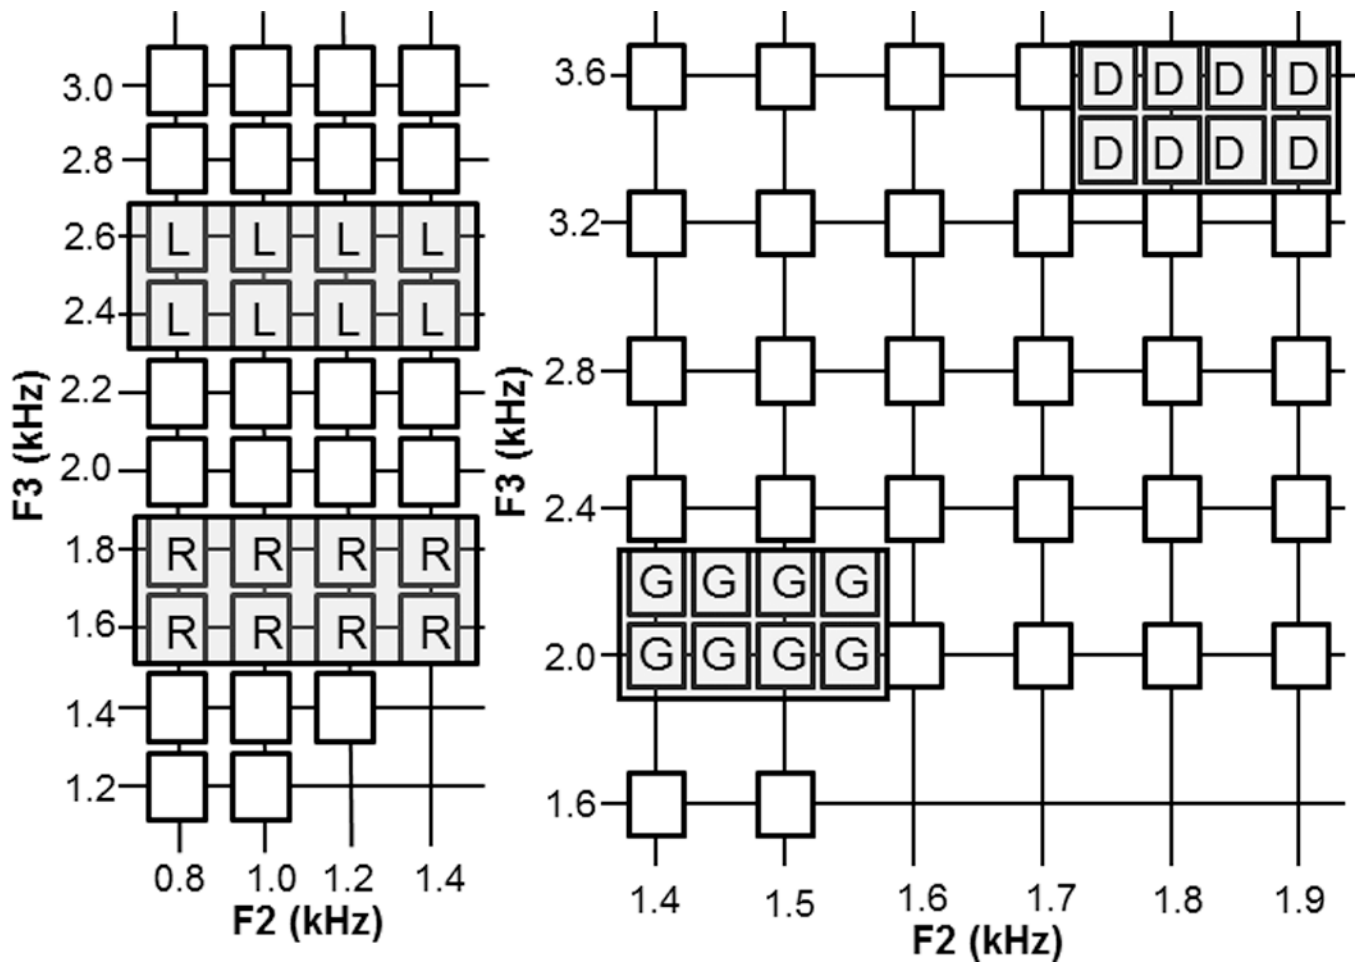 3.0
2.8
2.6 L L L L
2.4 L L L L
2.2
2.0
1.8 R R R R
1.6 R R R R
1.4
1.2
0.8 1.0 1.2 1.4
F2 (kHz)
F3 (kHz)
3.6 D D D D
D D D D
3.2
2.8
2.4
G G G G
2.0 G G G G
1.6
1.4 1.5 1.6 1.7 1.8 1.9
F2 (kHz)
F3 (kHz)